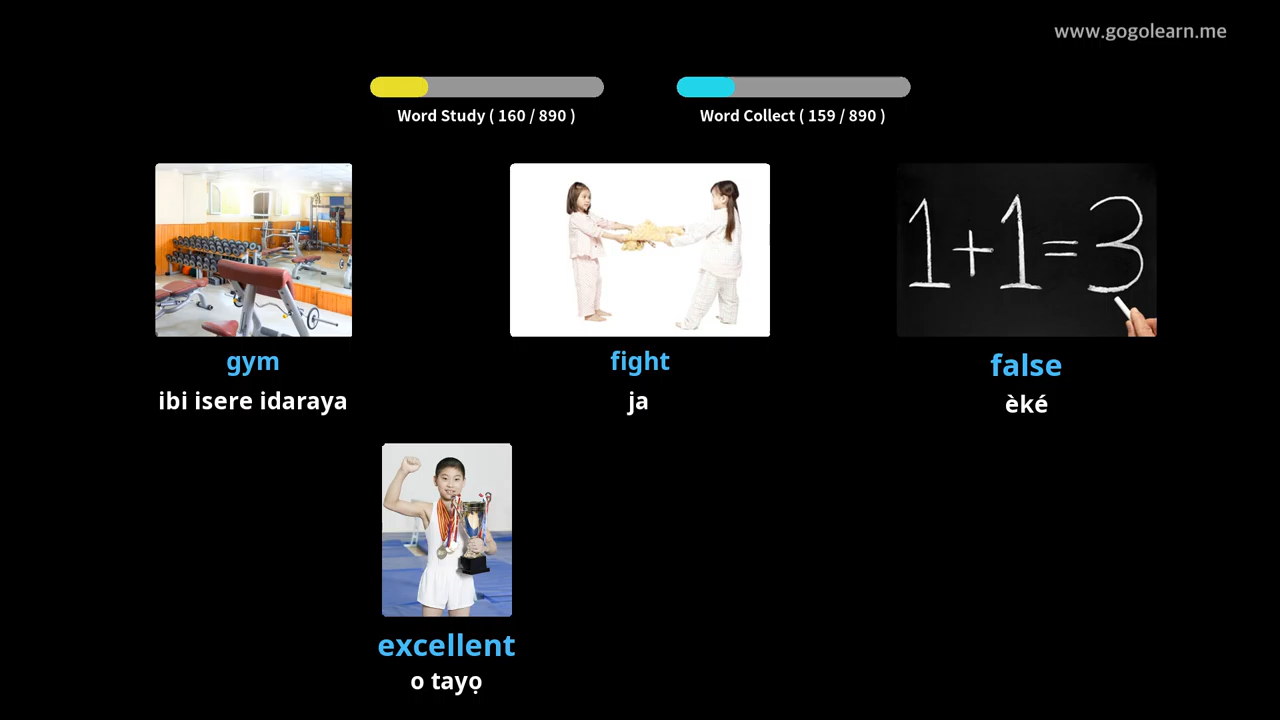 www.gogolearn.me
Word Study ( 160 / 890 )
Word Collect ( 159 / 890 )
1+1=3
gym
fight
false
ibi isere idaraya
ja
èké
excellent
o tayọ